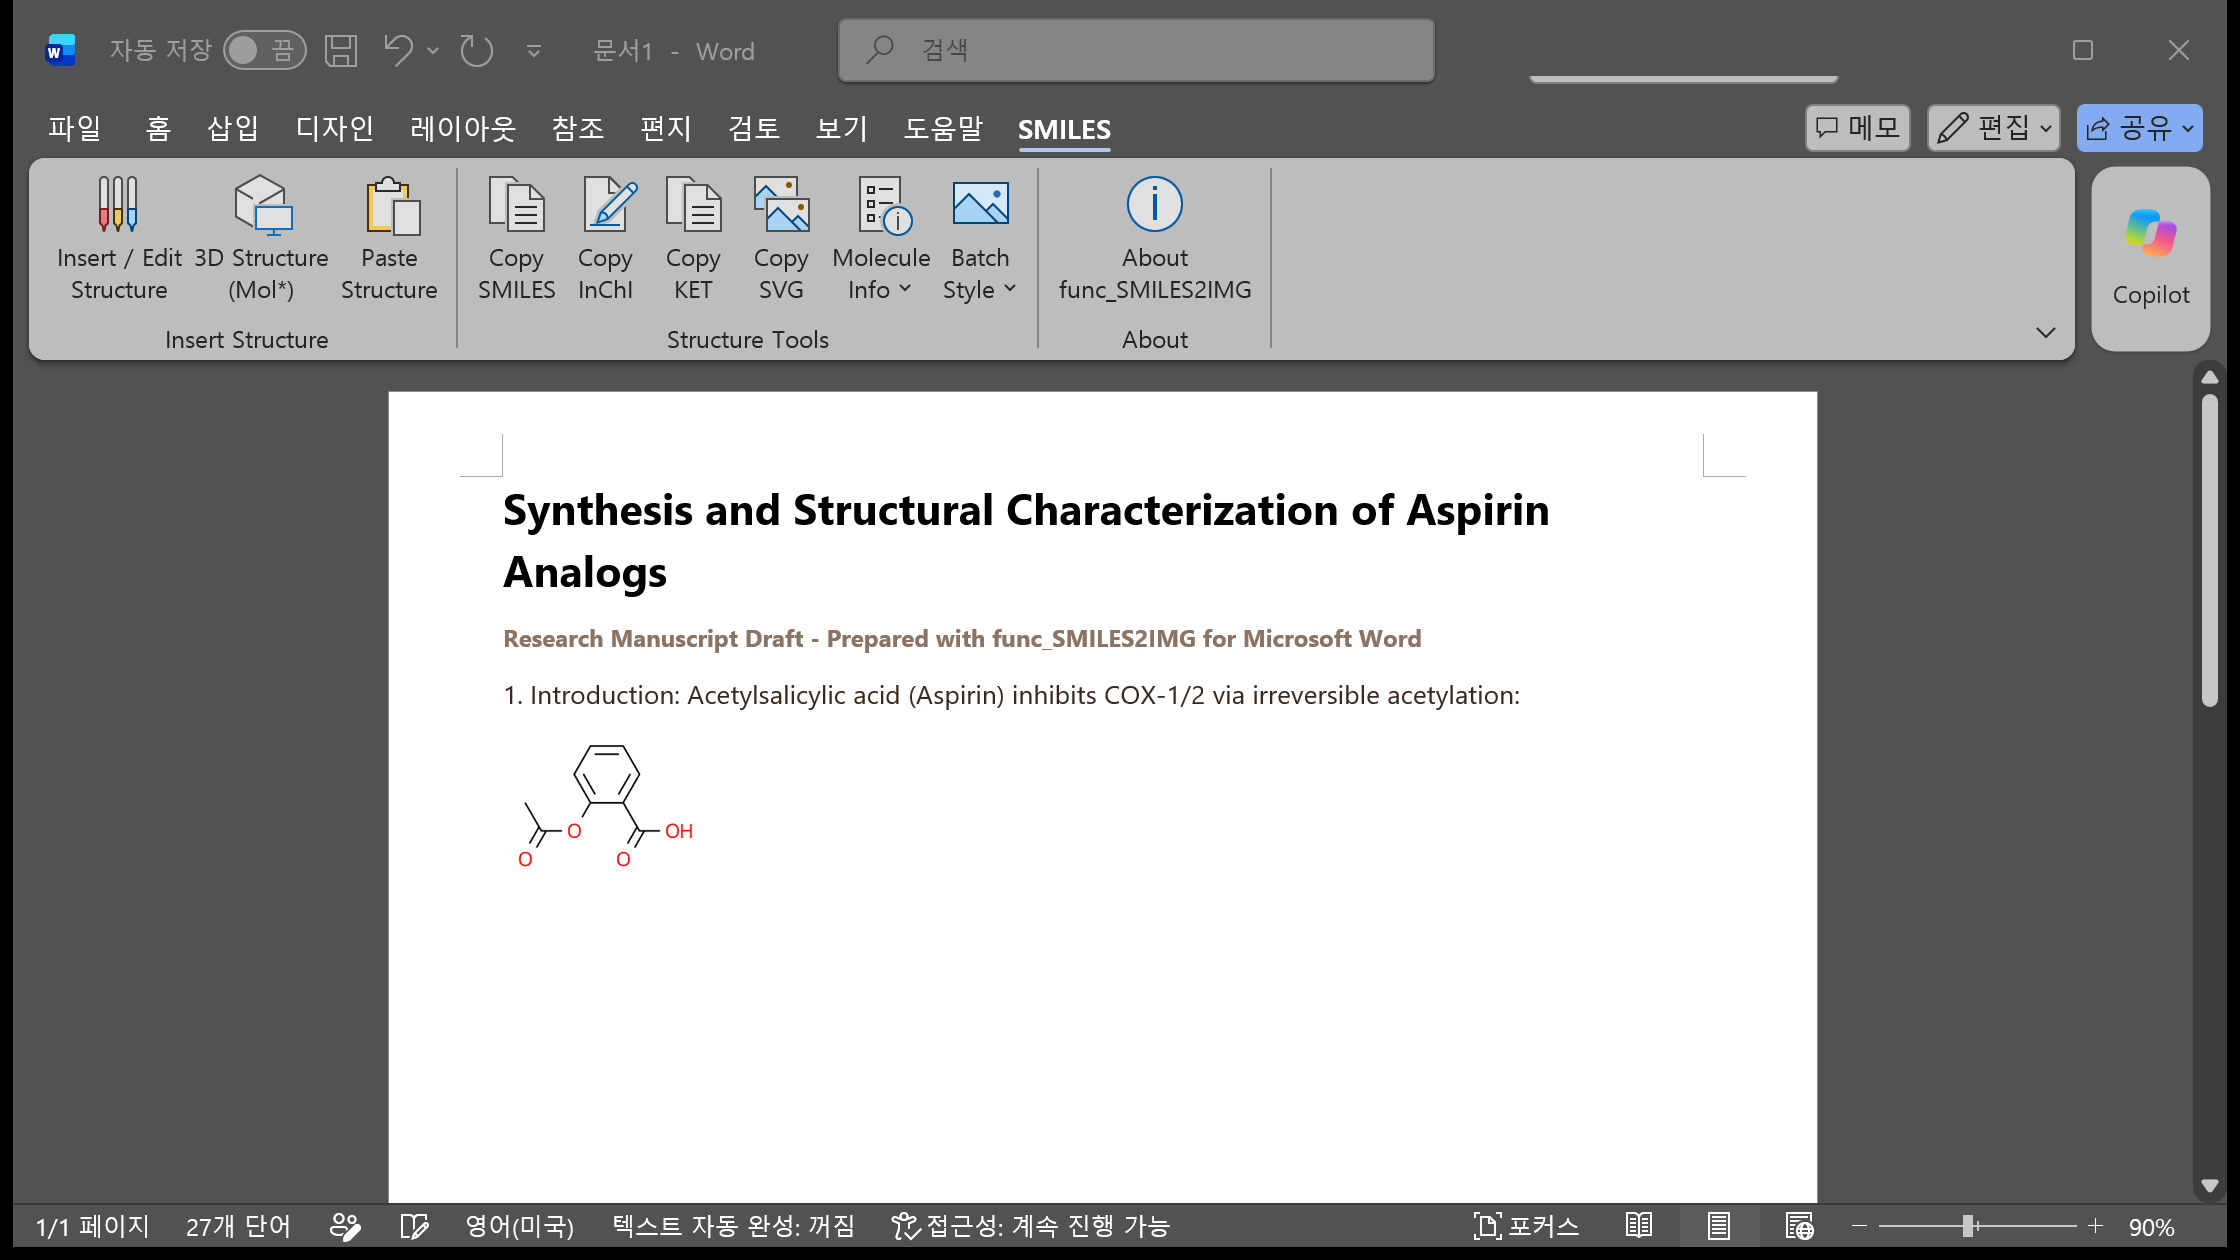 자동 저장 끔 문서1 - Word 검색
파일 홈 삽입 디자인 레이아웃 참조 편지 검토 보기 도움말 SMILES 메모 편집 공유
Insert / Edit Structure
3D Structure (Mol*)
Paste Structure
Copy SMILES
Copy InChI
Copy KET
Copy SVG
Molecule Info
Batch Style
About func_SMILES2IMG
Copilot
Insert Structure
Structure Tools
About
Synthesis and Structural Characterization of Aspirin
Analogs
Research Manuscript Draft - Prepared with func_SMILES2IMG for Microsoft Word
1. Introduction: Acetylsalicylic acid (Aspirin) inhibits COX-1/2 via irreversible acetylation:
O OH
O O
1/1 페이지 27개 단어 영어(미국) 텍스트 자동 완성: 꺼짐 접근성: 계속 진행 가능 포커스 90%